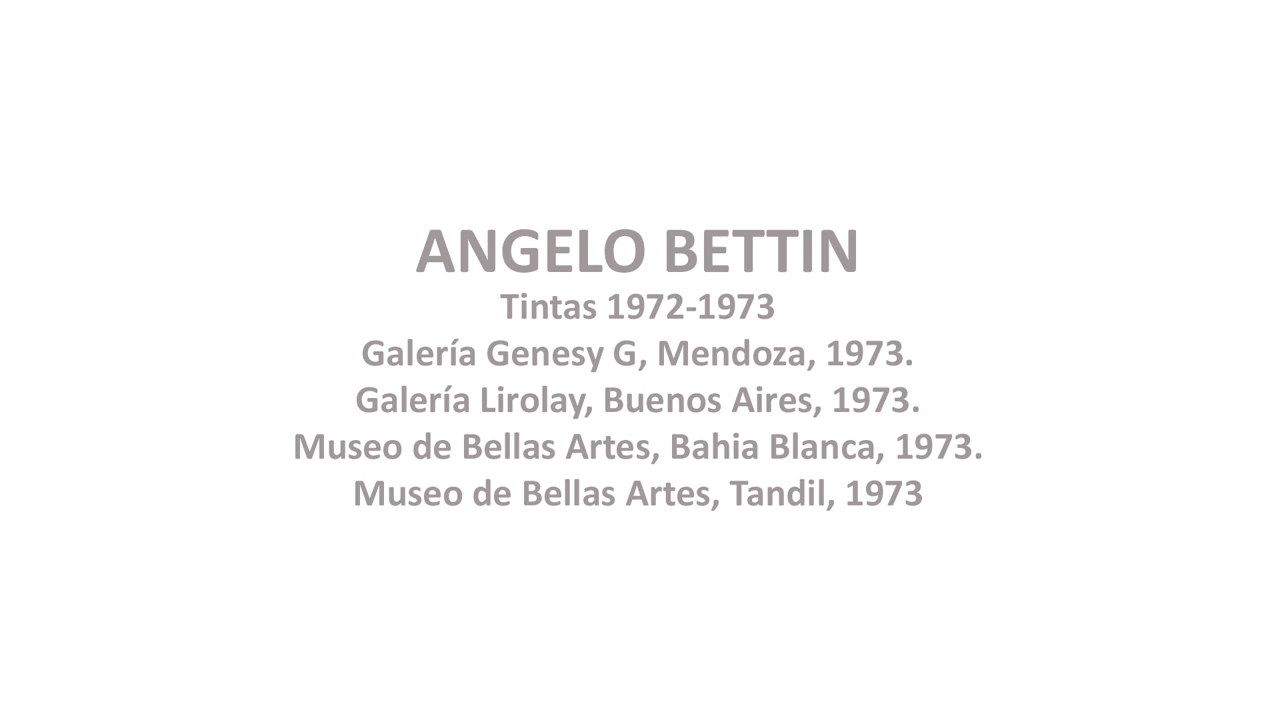 ANGELO BETTIN
Tintas 1972-1973
Galería Genesy G, Mendoza, 1973.
Galería Lirolay, Buenos Aires, 1973.
Museo de Bellas Artes, Bahia Blanca, 1973.
Museo de Bellas Artes, Tandil, 1973